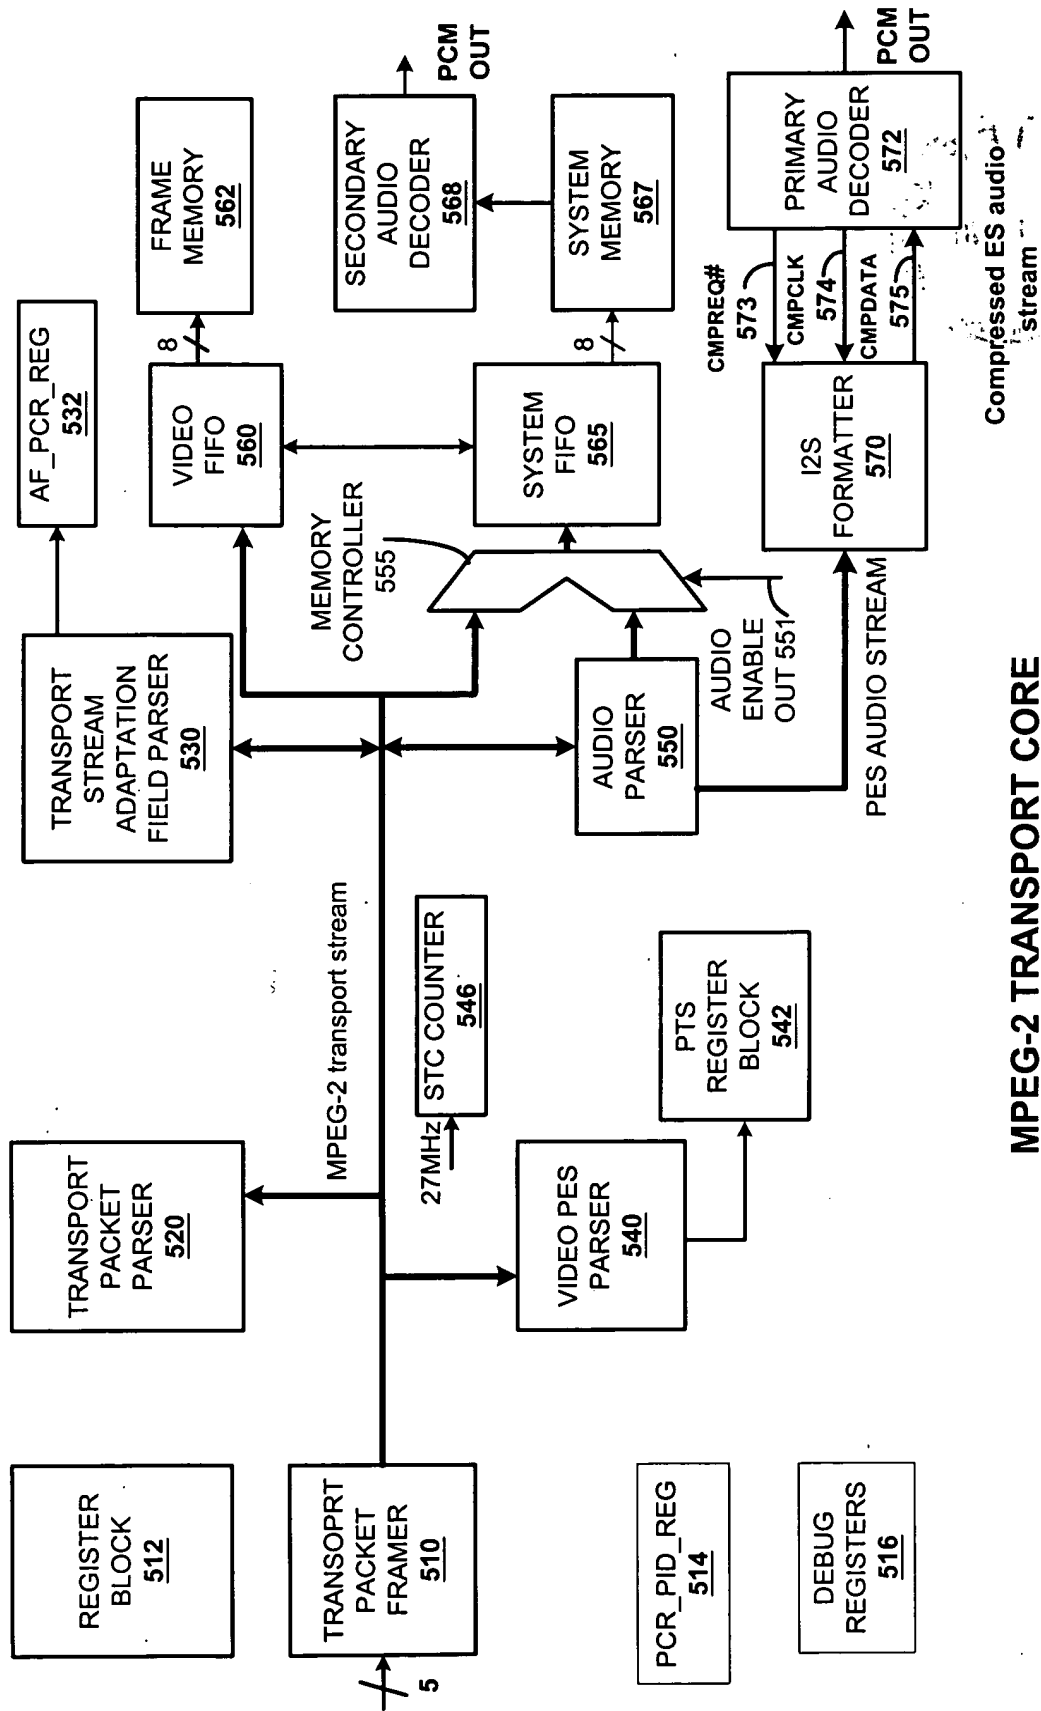 REGISTER
BLOCK
512
TRANSOPRT
PACKET
FRAMER
510
5
PCR_PID_REG
514
DEBUG
REGISTERS
516
TRANSPORT
PACKET
PARSER
520
MPEG-2 transport stream
27MHz
STC COUNTER
546
VIDEO PES
PARSER
540
PTS
REGISTER
BLOCK
542
TRANSPORT
STREAM
ADAPTATION
FIELD PARSER
530
AF_PCR_REG
532
VIDEO
FIFO
560
8
FRAME
MEMORY
562
MEMORY
CONTROLLER
555
AUDIO
PARSER
550
AUDIO
ENABLE
OUT 551
SYSTEM
FIFO
565
8
SYSTEM
MEMORY
567
SECONDARY
AUDIO
DECODER
568
PCM
OUT
PES AUDIO STREAM
I2S
FORMATTER
570
CMPREQ#
573
CMPCLK
574
CMPDATA
575
PRIMARY
AUDIO
DECODER
572
PCM
OUT
Compressed ES audio
stream
MPEG-2 TRANSPORT CORE